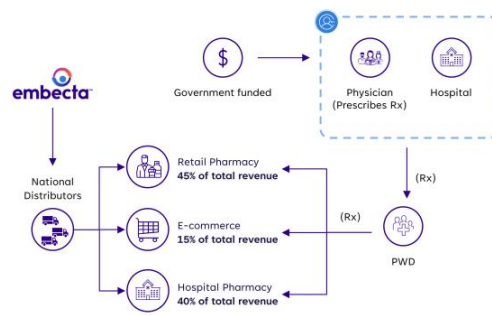 embecta™
$
Government funded
Physician
(Prescribes Rx)
Hospital
National
Distributors
Retail Pharmacy
45% of total revenue
E-commerce
15% of total revenue
Hospital Pharmacy
40% of total revenue
(Rx)
(Rx)
PWD